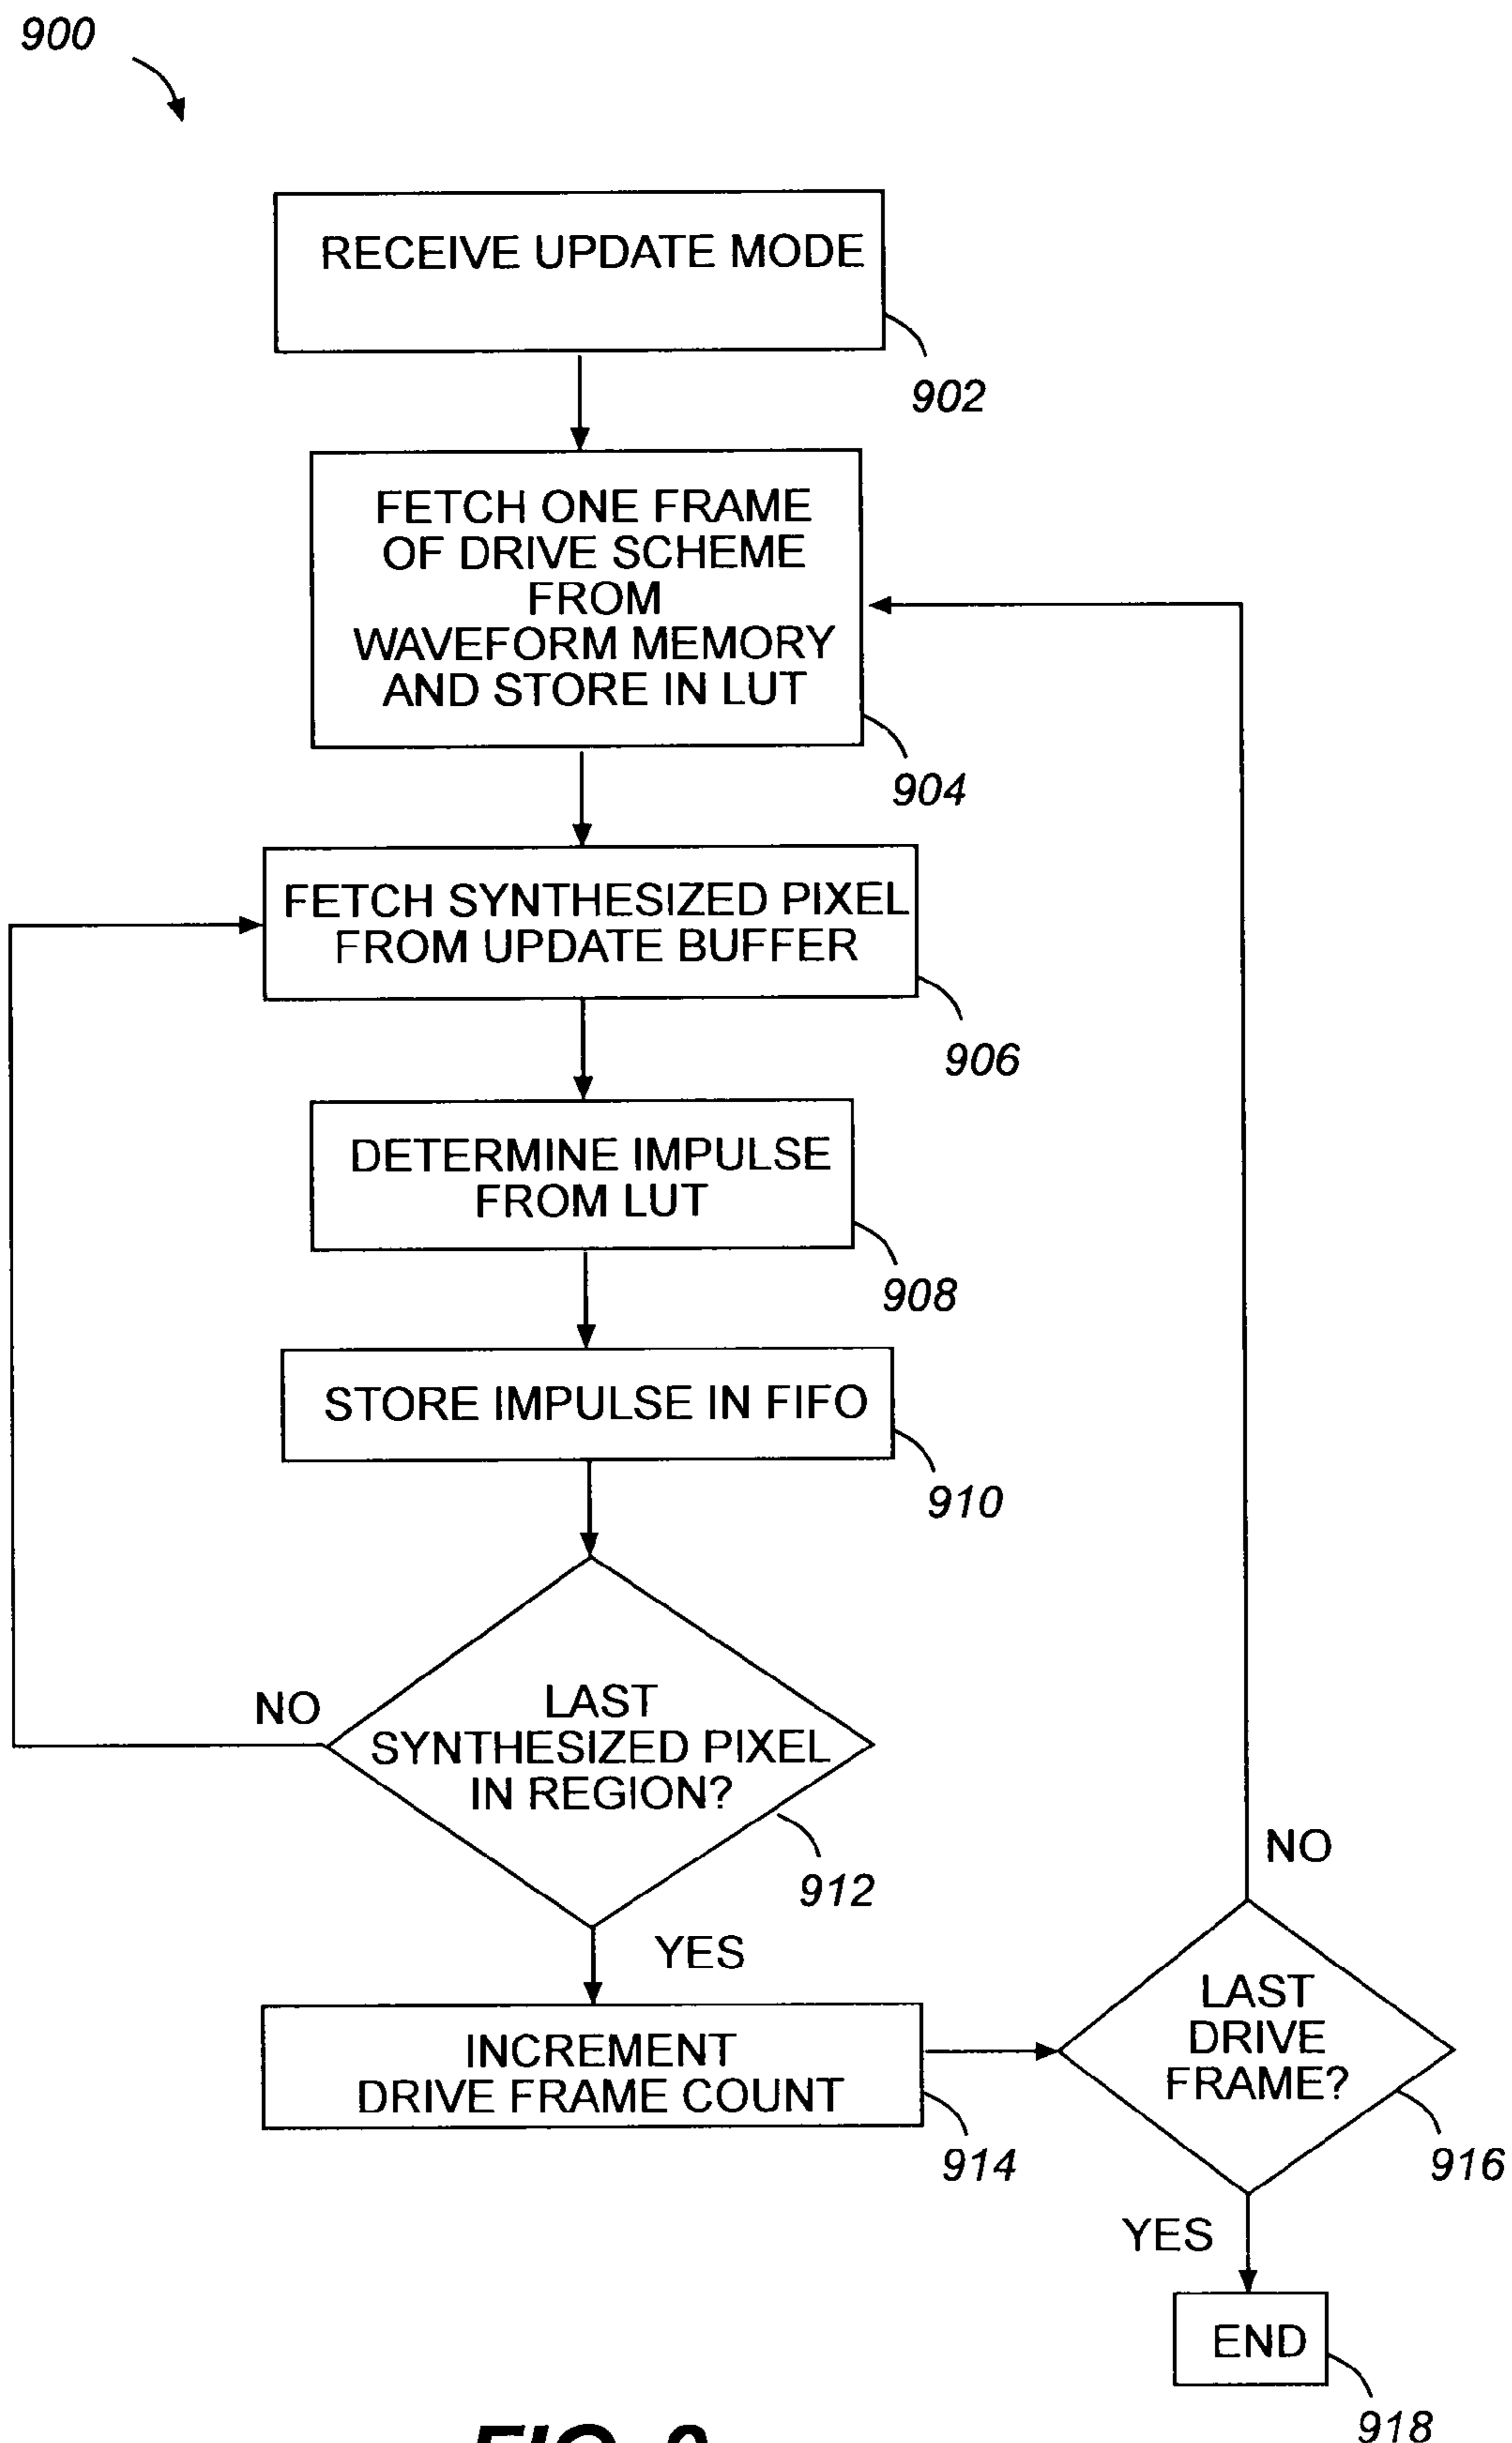 900
RECEIVE UPDATE MODE
902
FETCH ONE FRAME
OF DRIVE SCHEME
FROM
WAVEFORM MEMORY
AND STORE IN LUT
904
FETCH SYNTHESIZED PIXEL
FROM UPDATE BUFFER
906
DETERMINE IMPULSE
FROM LUT
908
STORE IMPULSE IN FIFO
910
NO
LAST
SYNTHESIZED PIXEL
IN REGION?
912
YES
INCREMENT
DRIVE FRAME COUNT
914
NO
LAST
DRIVE
FRAME?
916
YES
END
918